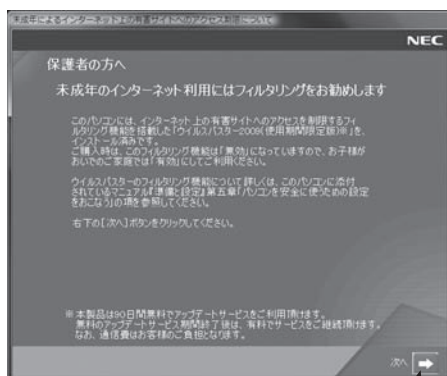 未成年によるインターネット上の有害サイトへのアクセス制限について
NEC
保護者の方へ
未成年のインターネット利用にはフィルタリングをお勧めします
このパソコンには、インターネット上の有害サイトへのアクセスを制限するフィ
ルタリング機能を搭載した「ウイルスバスター2009(使用期限定版)※」を、
インストール済みです。
ご購入時は、このフィルタリング機能は「無効」になっていますので、お子様が
おいでのご家庭では「有効」にしてご利用ください。
ウイルスバスターのフィルタリング機能について詳しくは、このパソコンに添付
されているマニュアル『準備と設定』第五章「パソコンを安全に使うための設定
をおこなう」の項を参照してください。
右下の[次へ]ボタンをクリックしてください。
※本製品は90日間無料でアップデートサービスをご利用頂けます。
無料のアップデートサービス期間終了後は、有料でサービスをご継続頂けます。
なお、通信費はお客様のご負担となります。
次へ